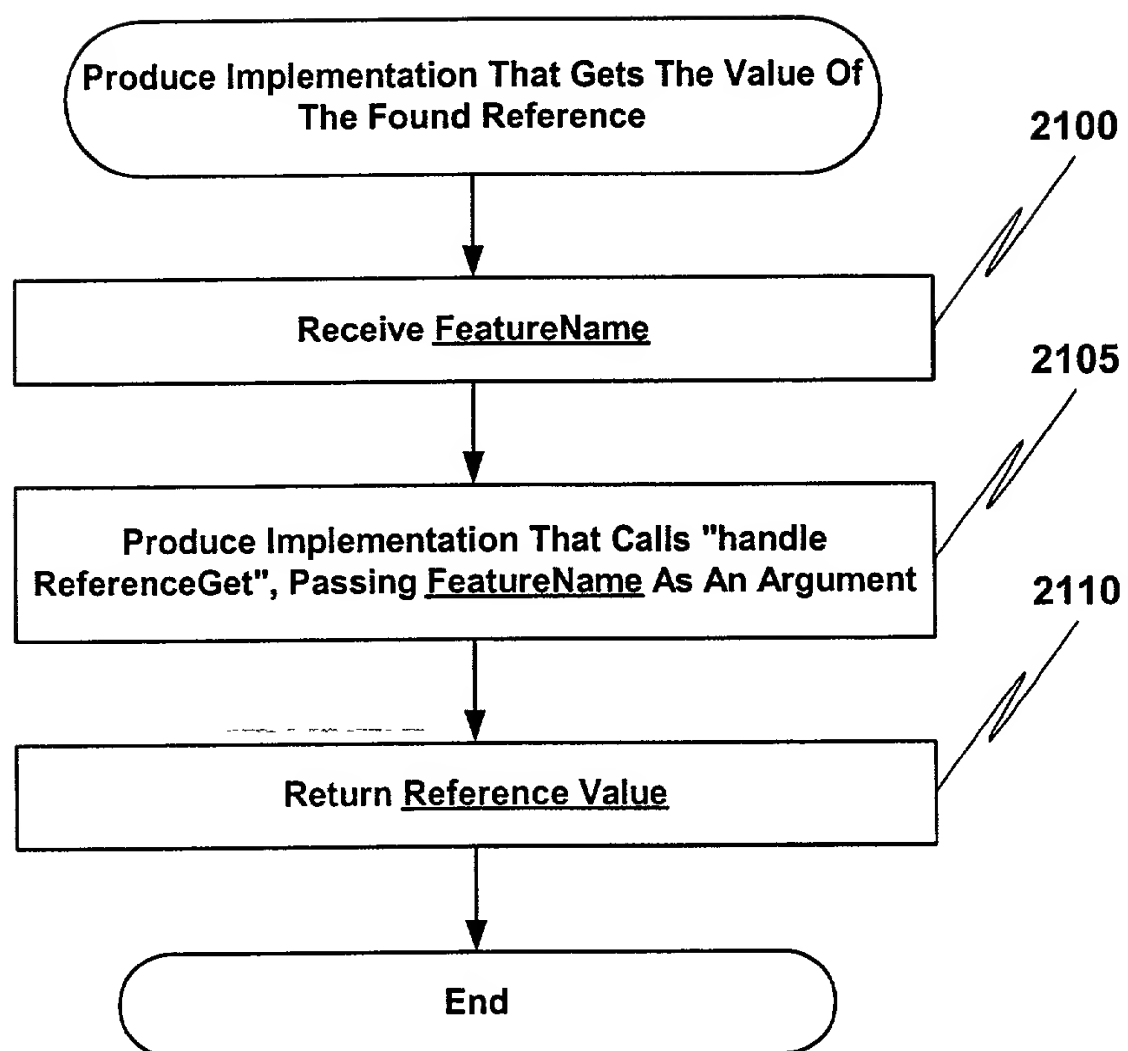 Produce Implementation That Gets The Value Of
The Found Reference
2100
Receive FeatureName
2105
Produce Implementation That Calls "handle
ReferenceGet", Passing FeatureName As An Argument
2110
Return Reference Value
End